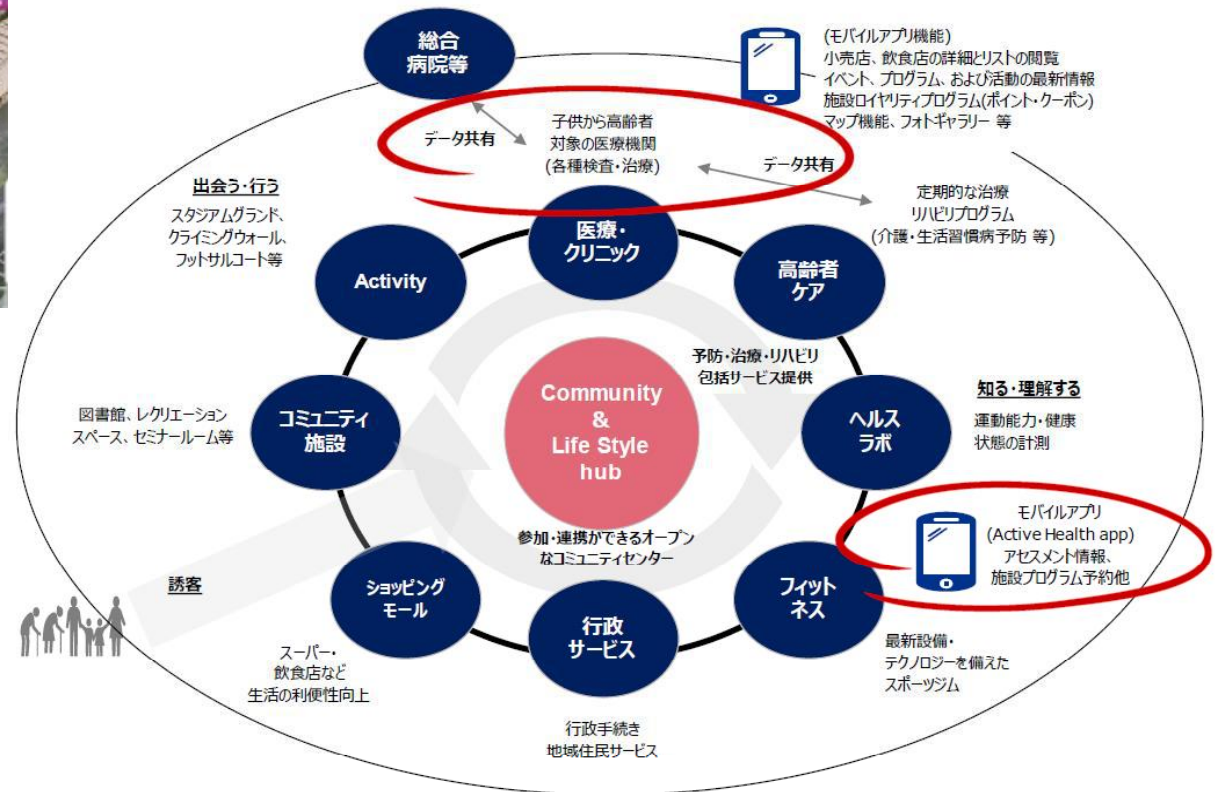 総合
病院等
(モバイルアプリ機能)
小売店、飲食店の詳細とリストの閲覧
イベント、プログラム、および活動の最新情報
施設ロイヤリティプログラム(ポイント・クーポン)
マップ機能、フォトギャラリー 等
データ共有
子供から高齢者
対象の医療機関
(各種検査・治療)
データ共有
定期的な治療
リハビリプログラム
(介護・生活習慣病予防 等)
出会う・行う
スタジアムグランド、
クライミングウォール、
フットサルコート等
医療・
クリニック
Activity
高齢者
ケア
予防・治療・リハビリ
包括サービス提供
Community
&
Life Style
hub
図書館、レクリエーション
スペース、セミナールーム等
コミュニティ
施設
ヘルス
ラボ
知る・理解する
運動能力・健康
状態の計測
モバイルアプリ
(Active Health app)
アセスメント情報、
施設プログラム予約他
参加・連携ができるオープン
なコミュニティセンター
誘客
ショッピング
モール
行政
サービス
フィット
ネス
スーパー・
飲食店など
生活の利便性向上
最新設備・
テクノロジーを備えた
スポーツジム
行政手続き
地域住民サービス